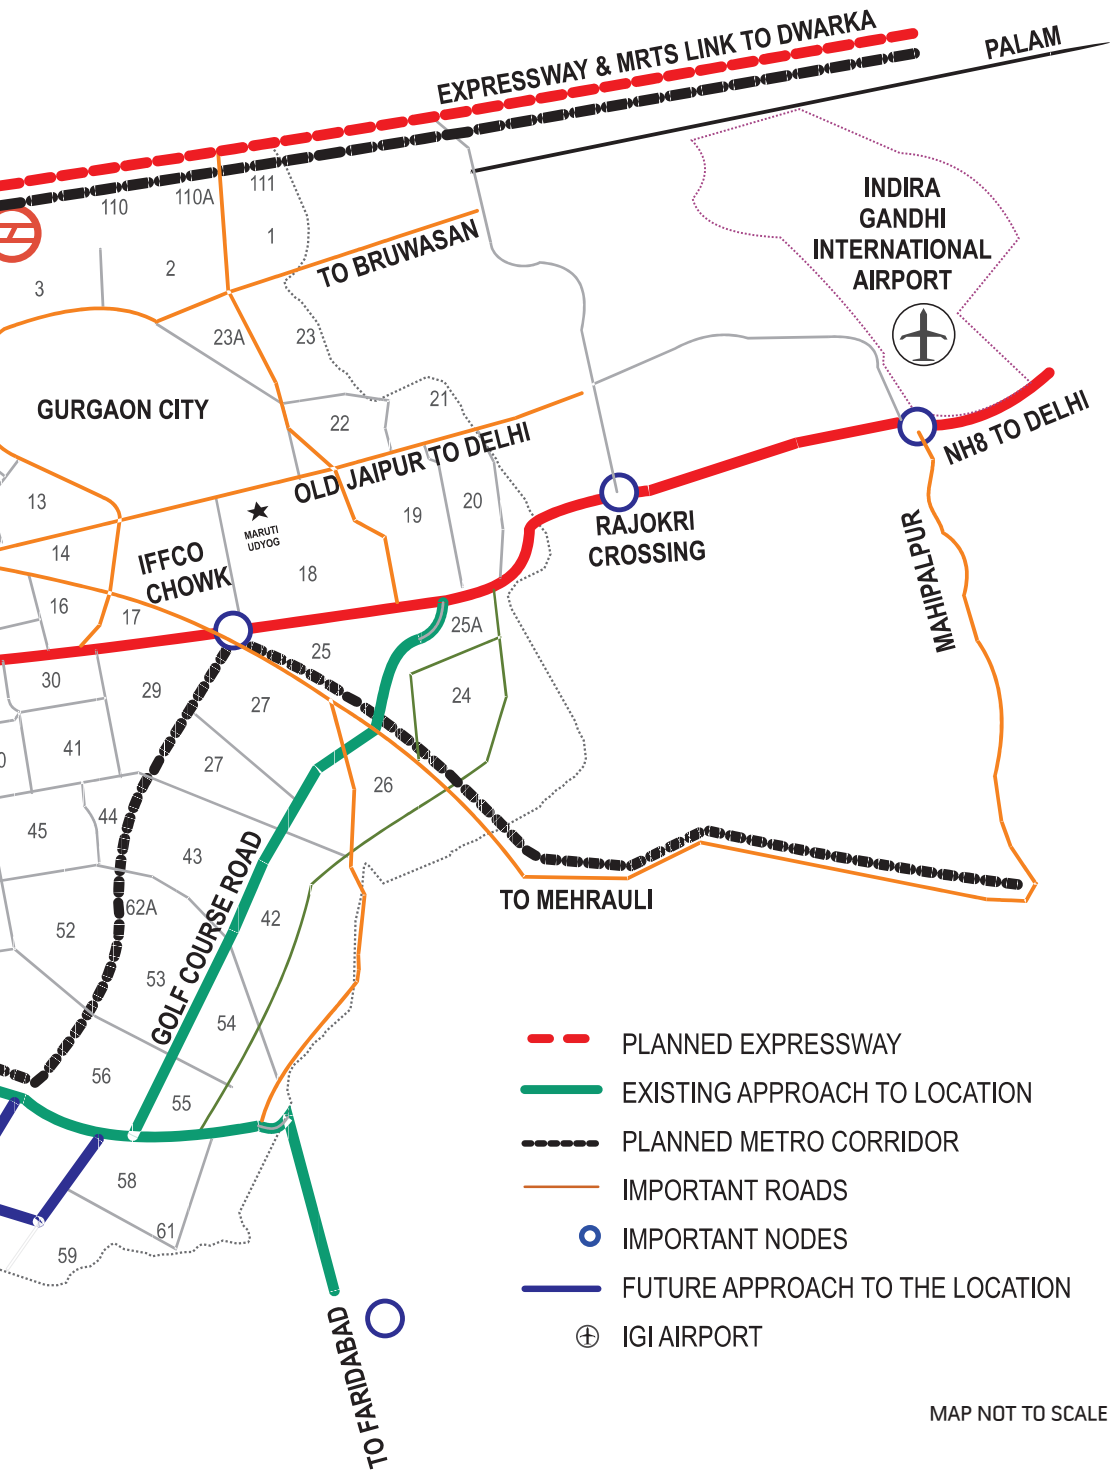 EXPRESSWAY & MRTS LINK TO DWARKA
PALAM
111
110A
110
1
2
3
TO BRUWASAN
INDIRA
GANDHI
INTERNATIONAL
AIRPORT
23A
23
GURGAON CITY
21
22
NH8 TO DELHI
OLD JAIPUR TO DELHI
13
19
20
MARUTI
UDYOG
RAJOKRI
CROSSING
14
IFFCO
CHOWK
18
MAHIPALPUR
16
17
25A
25
30
29
27
24
41
27
26
44
45
43
GOLF COURSE ROAD
62A
42
52
TO MEHRAULI
53
54
56
55
58
61
59
TO FARIDABAD
PLANNED EXPRESSWAY
EXISTING APPROACH TO LOCATION
PLANNED METRO CORRIDOR
IMPORTANT ROADS
IMPORTANT NODES
FUTURE APPROACH TO THE LOCATION
IGI AIRPORT
MAP NOT TO SCALE